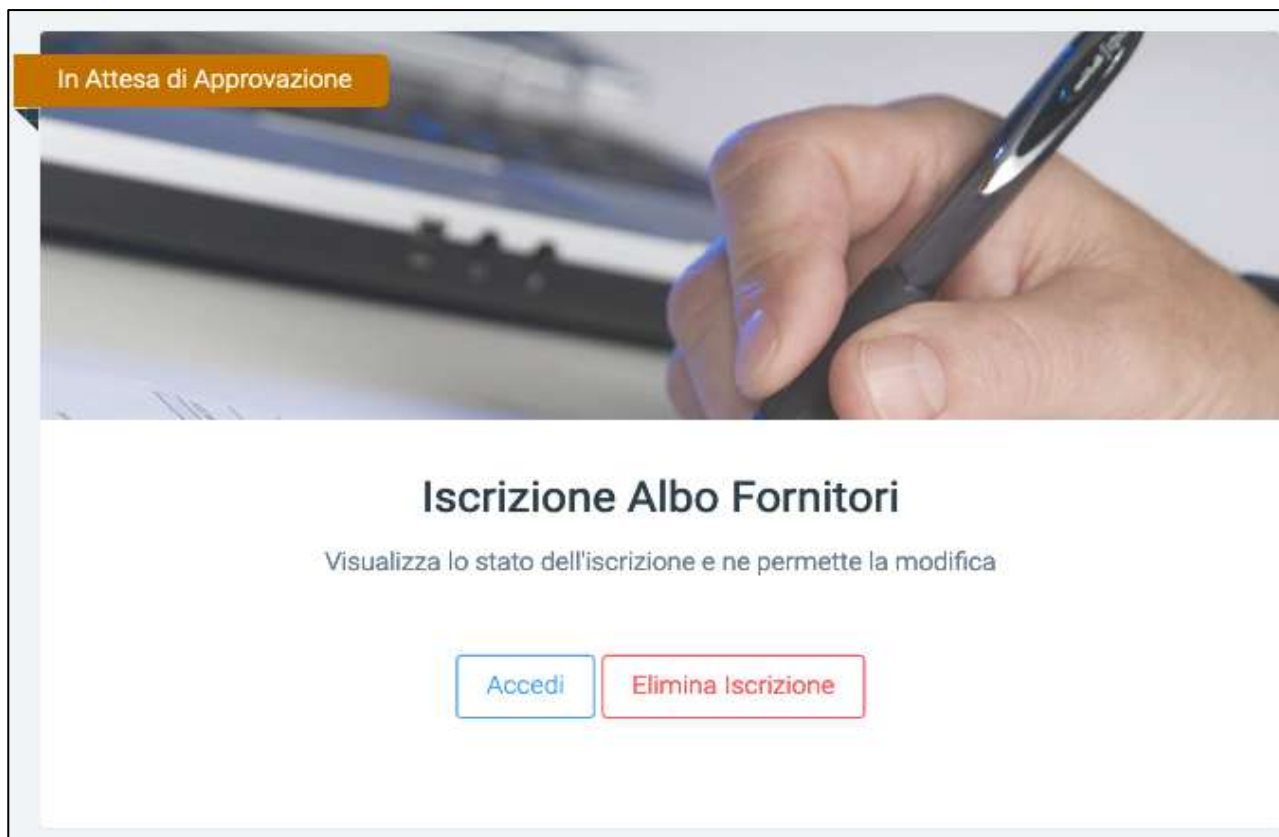 In Attesa di Approvazione
Iscrizione Albo Fornitori
Visualizza lo stato dell'iscrizione e ne permette la modifica
Accedi
Elimina Iscrizione